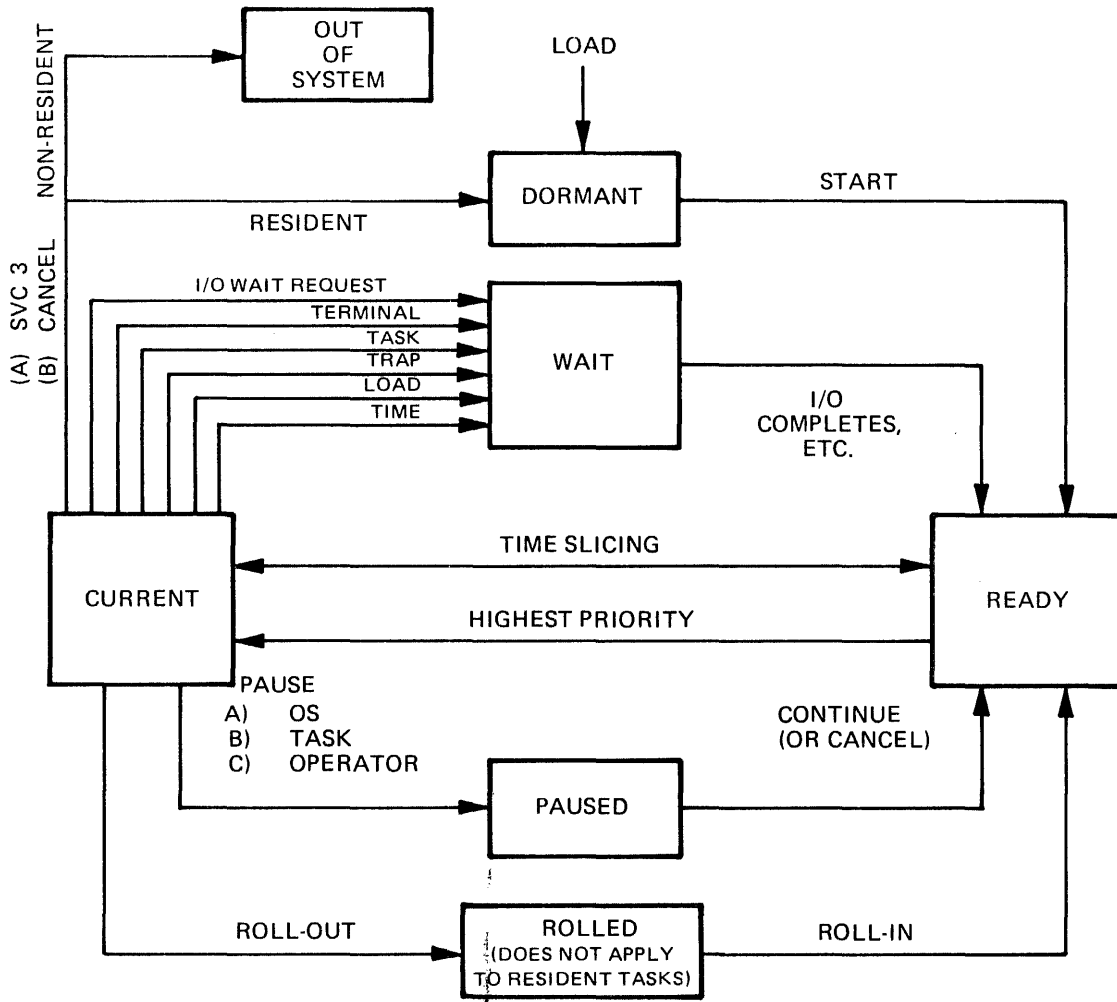 OUT
OF
SYSTEM
LOAD
NON-RESIDENT
(A) SVC 3
(B) CANCEL
DORMANT
START
RESIDENT
I/O WAIT REQUEST
TERMINAL
TASK
TRAP
LOAD
TIME
WAIT
I/O
COMPLETES,
ETC.
TIME SLICING
CURRENT
READY
HIGHEST PRIORITY
PAUSE
A) OS
B) TASK
C) OPERATOR
CONTINUE
(OR CANCEL)
PAUSED
ROLL-OUT
ROLLED
(DOES NOT APPLY
TO RESIDENT TASKS)
ROLL-IN